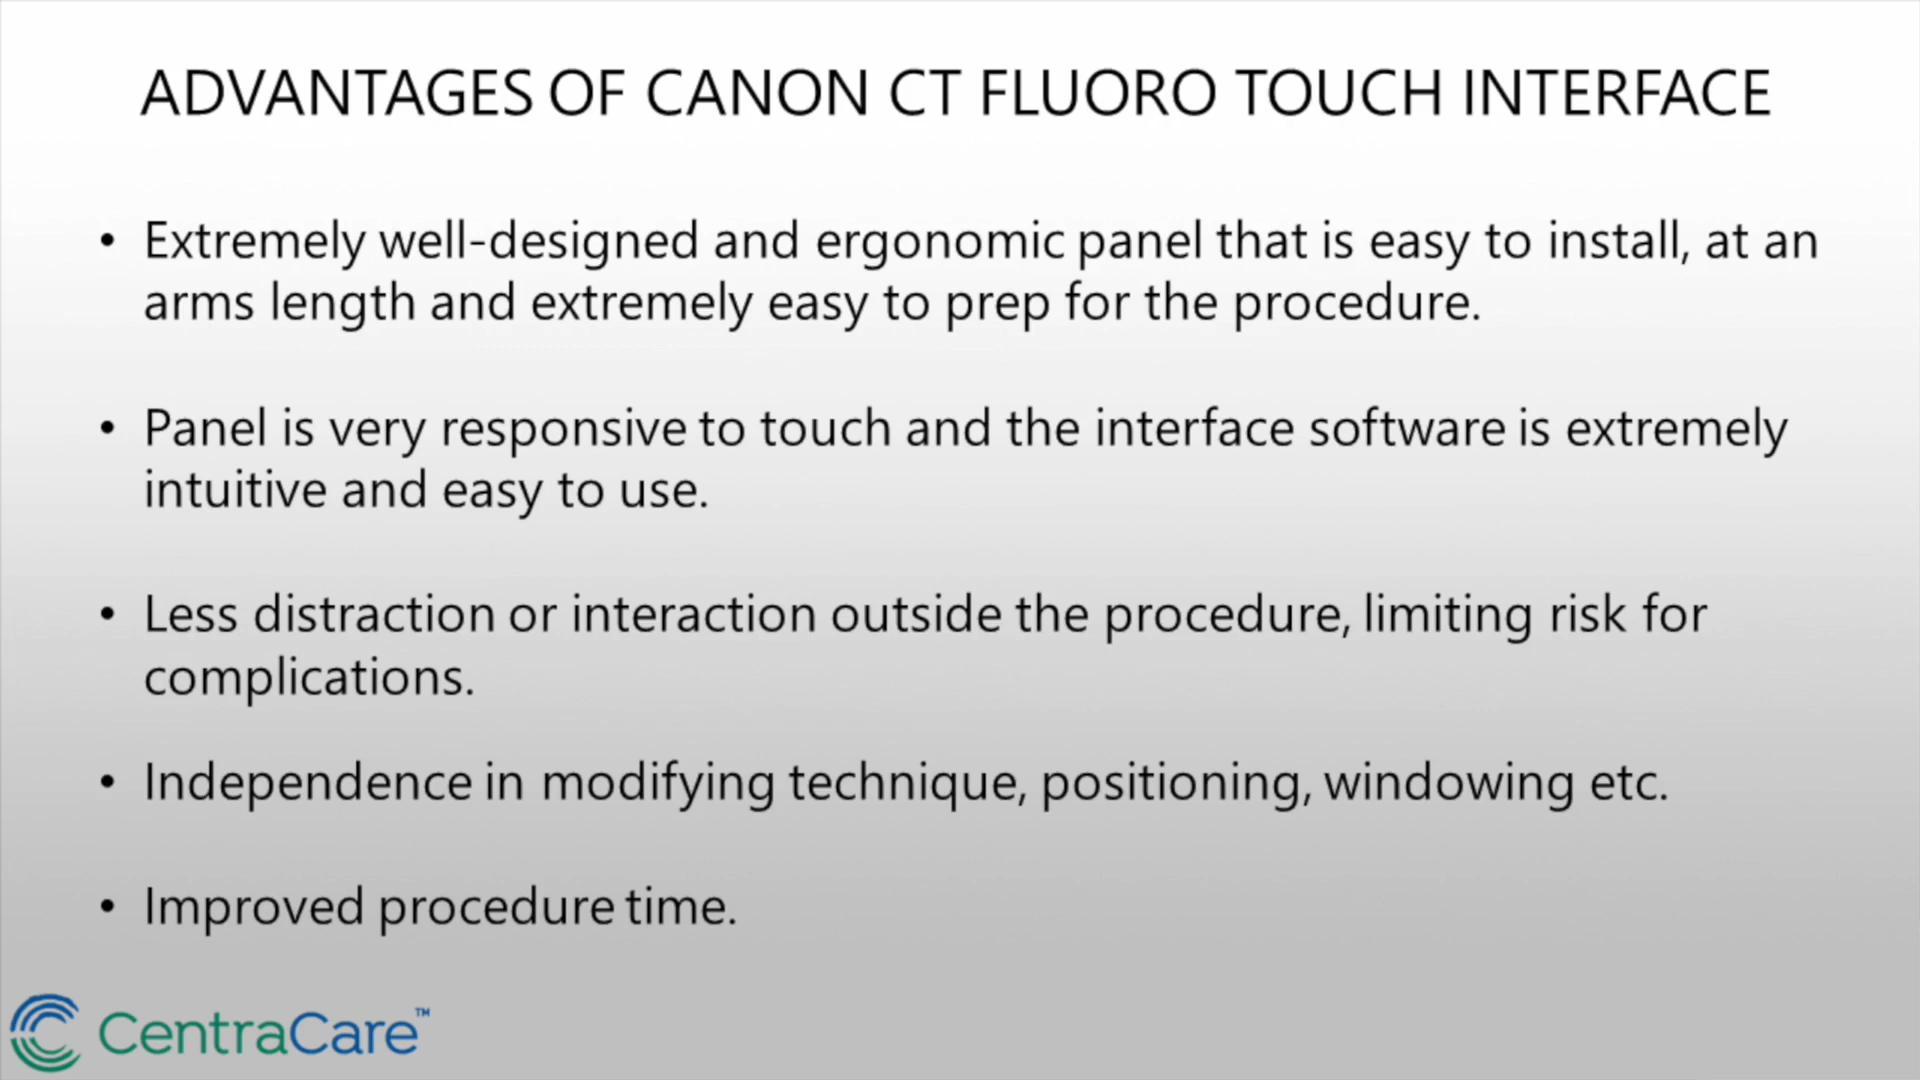 ADVANTAGES OF CANON CT FLUORO TOUCH INTERFACE
• Extremely well-designed and ergonomic panel that is easy to install, at an
arms length and extremely easy to prep for the procedure.
• Panel is very responsive to touch and the interface software is extremely
intuitive and easy to use.
• Less distraction or interaction outside the procedure, limiting risk for
complications.
• Independence in modifying technique, positioning, windowing etc.
• Improved procedure time.
CentraCare™